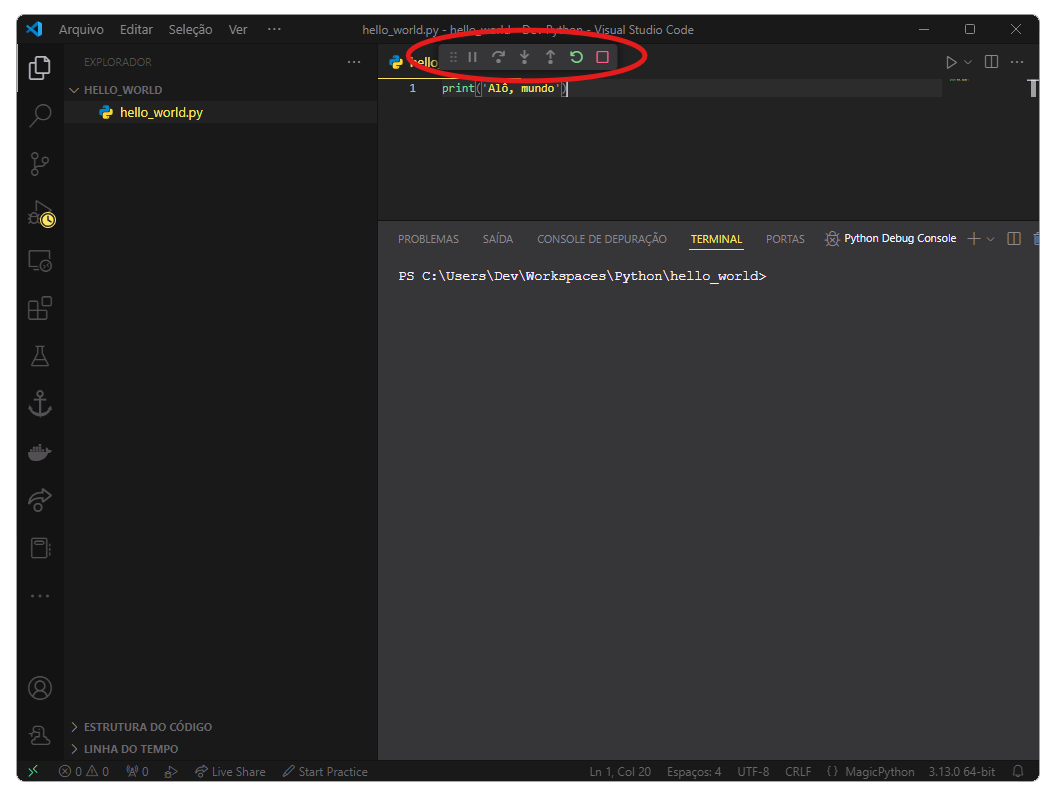 Arquivo Editar Seleção Ver ···
hello_world.py - hello_world - Dev Python - Visual Studio Code
EXPLORADOR ···
HELLO_WORLD
hello_world.py
hello
1 print('Alô, mundo')
PROBLEMAS SAÍDA CONSOLE DE DEPURAÇÃO TERMINAL PORTAS Python Debug Console
PS C:\Users\Dev\Workspaces\Python\hello_world>
ESTRUTURA DO CÓDIGO
LINHA DO TEMPO
0 0 0 Live Share Start Practice Ln 1, Col 20 Espaços: 4 UTF-8 CRLF {} MagicPython 3.13.0 64-bit